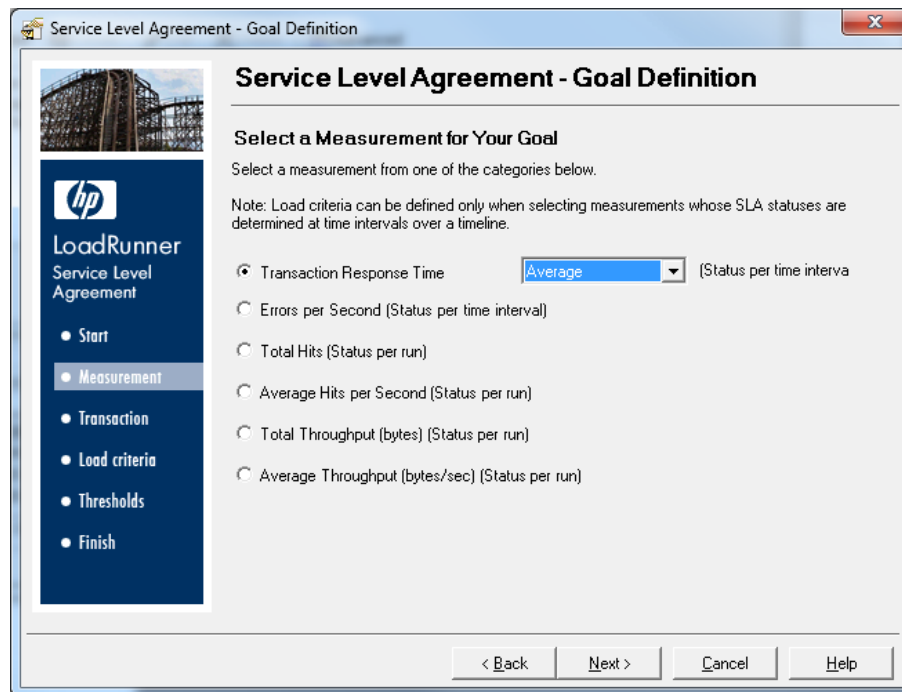 Service Level Agreement - Goal Definition
Service Level Agreement - Goal Definition
Select a Measurement for Your Goal
Select a measurement from one of the categories below.
Note: Load criteria can be defined only when selecting measurements whose SLA statuses are
determined at time intervals over a timeline.
hp
LoadRunner
Service Level
Agreement
Start
Measurement
Transaction
Load criteria
Thresholds
Finish
Transaction Response Time Average (Status per time interva
Errors per Second (Status per time interval)
Total Hits (Status per run)
Average Hits per Second (Status per run)
Total Throughput (bytes) (Status per run)
Average Throughput (bytes/sec) (Status per run)
< Back Next > Cancel Help